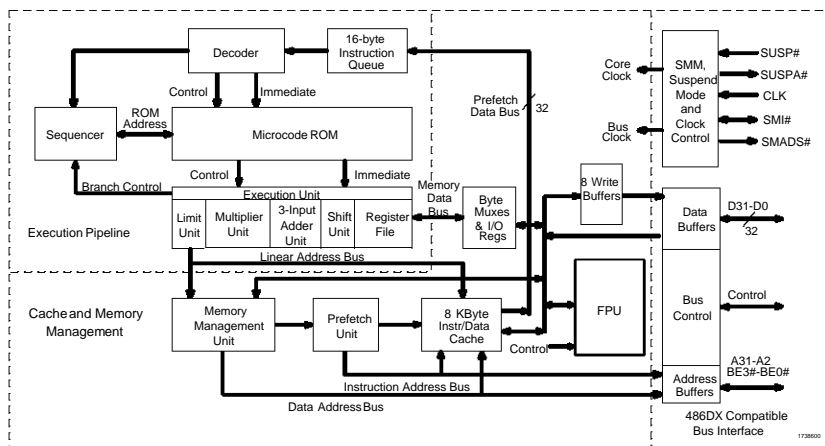 Decoder
16-byte
Instruction
Queue
Control
Immediate
ROM
Address
Sequencer
Microcode ROM
Control
Immediate
Branch Control
Execution Unit
Limit
Unit
Multiplier
Unit
3-Input
Adder
Unit
Shift
Unit
Register
File
Execution Pipeline
Linear Address Bus
Memory
Data
Bus
Byte
Muxes
& I/O
Regs
Prefetch
Data Bus
32
8 Write
Buffers
Core
Clock
Bus
Clock
SMM,
Suspend
Mode
and
Clock
Control
SUSP#
SUSPA#
CLK
SMI#
SMADS#
Data
Buffers
D31-D0
32
Bus
Control
Control
Address
Buffers
A31-A2
BE3#-BE0#
Cache and Memory
Management
Memory
Management
Unit
Prefetch
Unit
8 KByte
Instr/Data
Cache
FPU
Control
Instruction Address Bus
Data Address Bus
486DX Compatible
Bus Interface
1738600